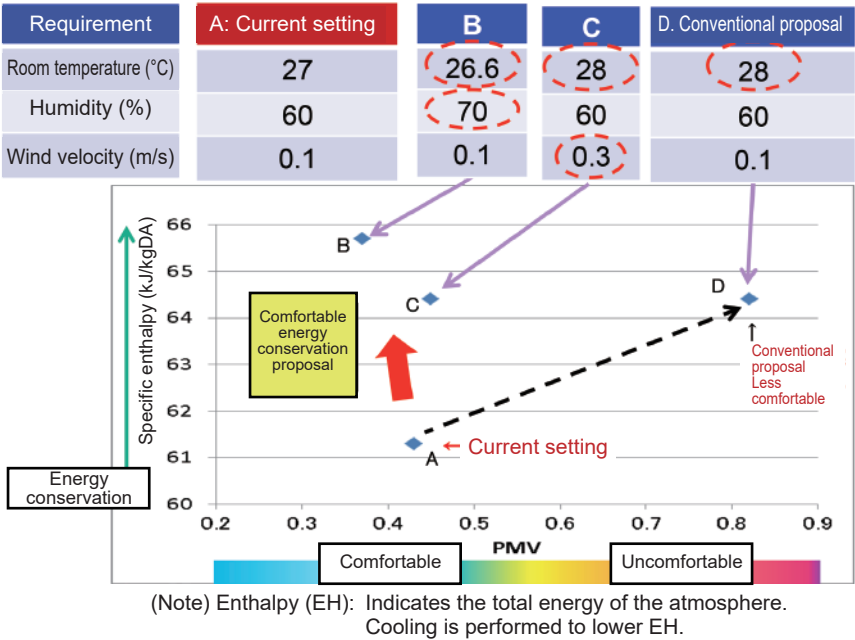 Requirement A: Current setting B C D. Conventional proposal
Room temperature (°C) 27 26.6 28 28
Humidity (%) 60 70 60 60
Wind velocity (m/s) 0.1 0.1 0.3 0.1
Specific enthalpy (kJ/kgDA)
66
65
64
63
62
61
60
B
C
D
A
Comfortable
energy
conservation
proposal
↑
Conventional
proposal
Less
comfortable
← Current setting
Energy
conservation
0.2 0.3 0.4 0.5 0.6 0.7 0.8 0.9
PMV
Comfortable Uncomfortable
(Note) Enthalpy (EH): Indicates the total energy of the atmosphere.
Cooling is performed to lower EH.